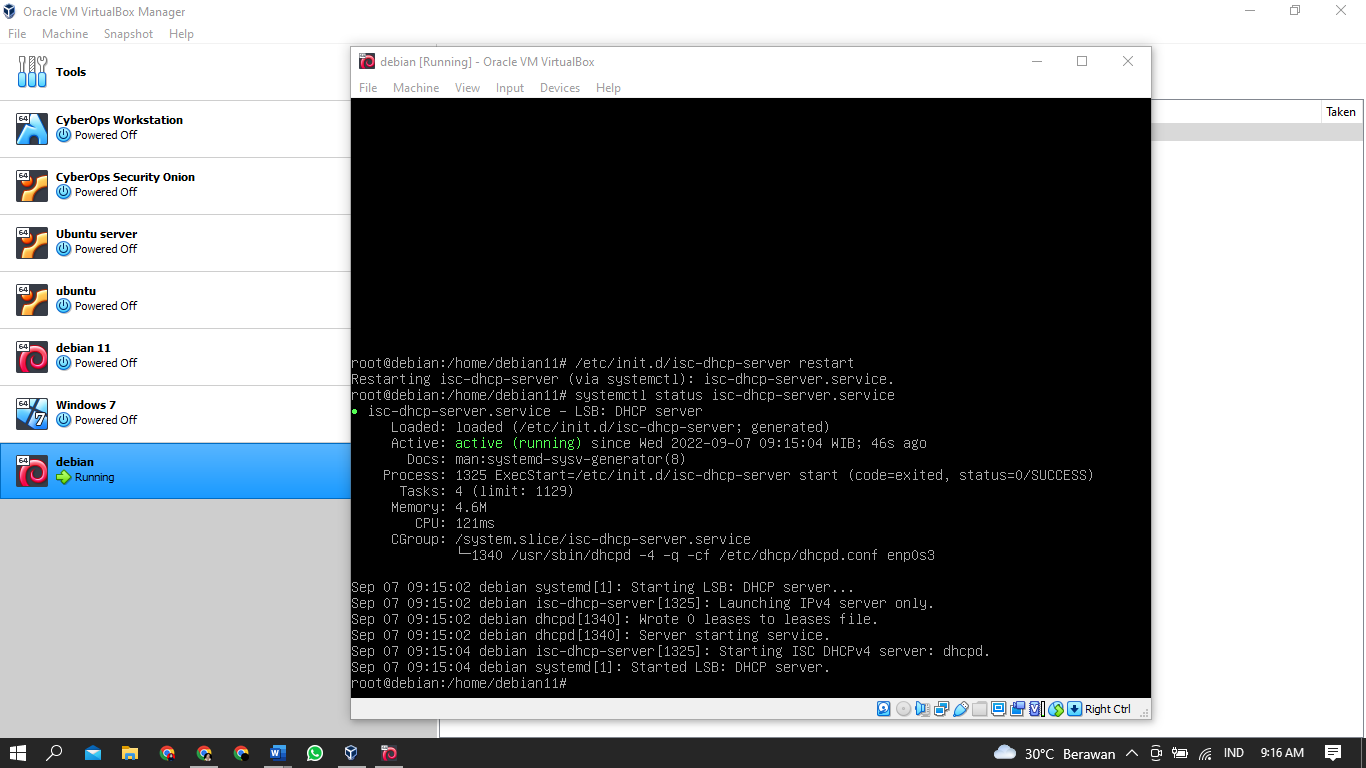 Oracle VM VirtualBox Manager
File Machine Snapshot Help
Tools
64
CyberOps Workstation
Powered Off
64
CyberOps Security Onion
Powered Off
64
Ubuntu server
Powered Off
64
ubuntu
Powered Off
64
debian 11
Powered Off
64
7
Windows 7
Powered Off
64
debian
Running
Taken
debian [Running] - Oracle VM VirtualBox
File Machine View Input Devices Help
root@debian:/home/debian11# /etc/init.d/isc-dhcp-server restart
Restarting isc-dhcp-server (via systemctl): isc-dhcp-server.service.
root@debian:/home/debian11# systemctl status isc-dhcp-server.service
● isc-dhcp-server.service - LSB: DHCP server
Loaded: loaded (/etc/init.d/isc-dhcp-server; generated)
Active: active (running) since Wed 2022-09-07 09:15:04 WIB; 46s ago
Docs: man:systemd-sysv-generator(8)
Process: 1325 ExecStart=/etc/init.d/isc-dhcp-server start (code=exited, status=0/SUCCESS)
Tasks: 4 (limit: 1129)
Memory: 4.6M
CPU: 121ms
CGroup: /system.slice/isc-dhcp-server.service
└─1340 /usr/sbin/dhcpd -4 -q -cf /etc/dhcp/dhcpd.conf enp0s3
Sep 07 09:15:02 debian systemd[1]: Starting LSB: DHCP server...
Sep 07 09:15:02 debian isc-dhcp-server[1325]: Launching IPv4 server only.
Sep 07 09:15:02 debian dhcpd[1340]: Wrote 0 leases to leases file.
Sep 07 09:15:02 debian dhcpd[1340]: Server starting service.
Sep 07 09:15:04 debian isc-dhcp-server[1325]: Starting ISC DHCPv4 server: dhcpd.
Sep 07 09:15:04 debian systemd[1]: Started LSB: DHCP server.
root@debian:/home/debian11#
Right Ctrl
30°C Berawan IND 9:16 AM